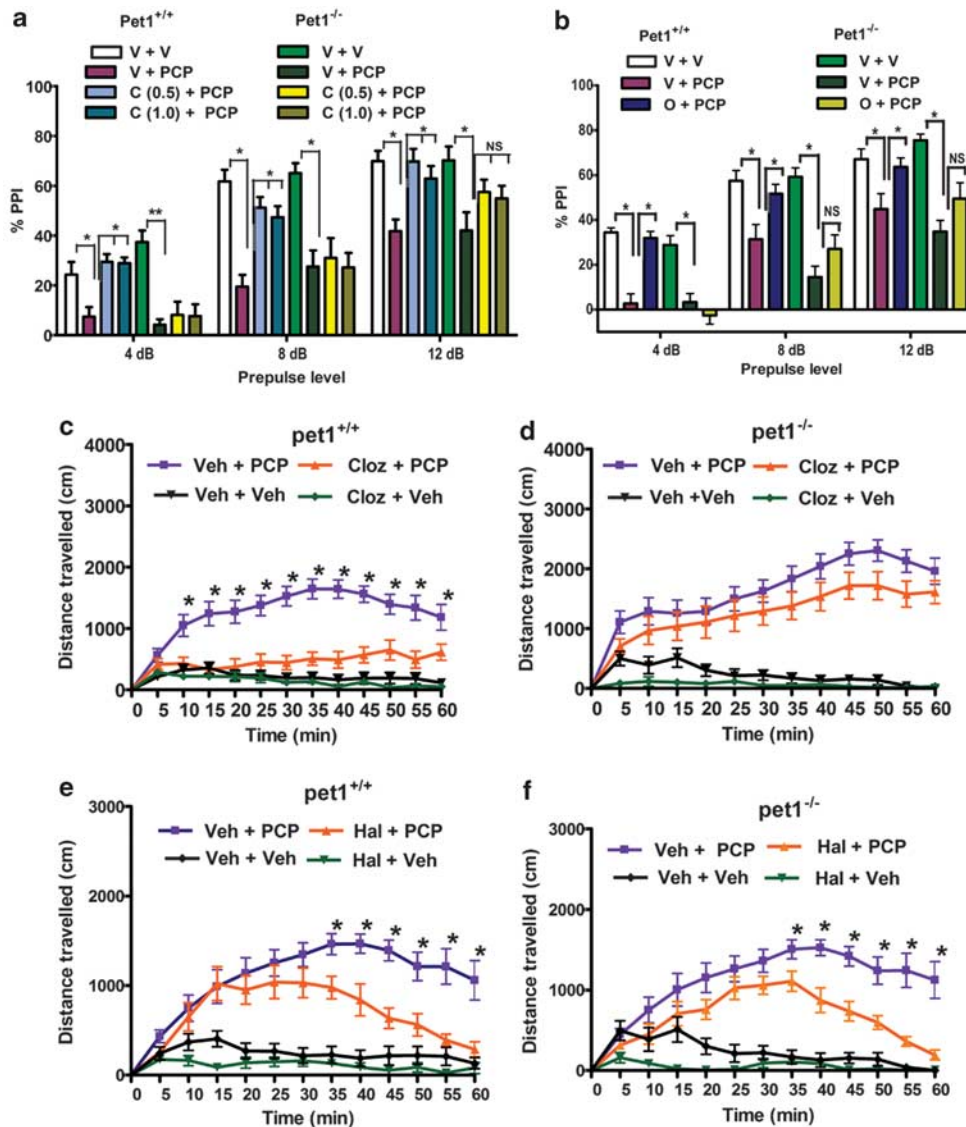 a
Pet1+/+ Pet1-/-
V + V V + V
V + PCP V + PCP
C (0.5) + PCP C (0.5) + PCP
C (1.0) + PCP C (1.0) + PCP
% PPI
100
80
60
40
20
0
* * ** * * * * * * NS
4 dB 8 dB 12 dB
Prepulse level
b
Pet1+/+ Pet1-/-
V + V V + V
V + PCP V + PCP
O + PCP O + PCP
% PPI
100
80
60
40
20
0
* * * * * * NS * * * NS
4 dB 8 dB 12 dB
Prepulse level
c
pet1+/+
Veh + PCP Cloz + PCP
Veh + Veh Cloz + Veh
Distance travelled (cm)
4000
3000
2000
1000
0
* * * * * * * * * * *
0 5 10 15 20 25 30 35 40 45 50 55 60
Time (min)
d
pet1-/-
Veh + PCP Cloz + PCP
Veh +Veh Cloz + Veh
Distance travelled (cm)
4000
3000
2000
1000
0
0 5 10 15 20 25 30 35 40 45 50 55 60
Time (min)
e
pet1+/+
Veh + PCP Hal + PCP
Veh + Veh Hal + Veh
Distance travelled (cm)
3000
2000
1000
0
* * * * * *
0 5 10 15 20 25 30 35 40 45 50 55 60
Time (min)
f
pet1-/-
Veh + PCP Hal + PCP
Veh + Veh Hal + Veh
Distance travelled (cm)
3000
2000
1000
0
* * * * * *
0 5 10 15 20 25 30 35 40 45 50 55 60
Time (min)